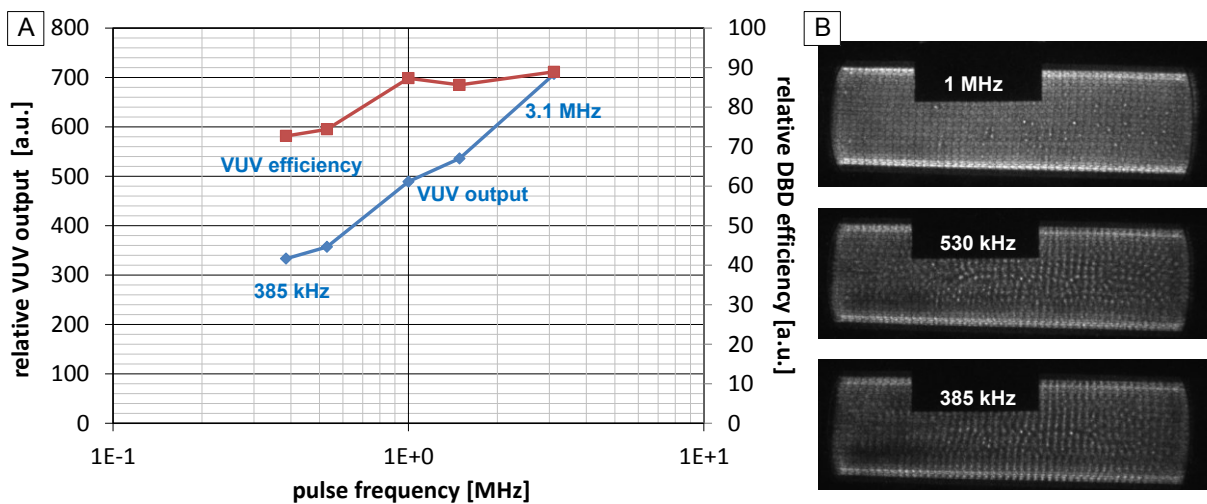 A
relative VUV output [a.u.]
800
700
600
500
400
300
200
100
0
VUV efficiency
385 kHz
3.1 MHz
VUV output
100
90
80
70
60
50
40
30
20
10
0
relative DBD efficiency [a.u.]
1E-1
1E+0
1E+1
pulse frequency [MHz]
B
1 MHz
530 kHz
385 kHz